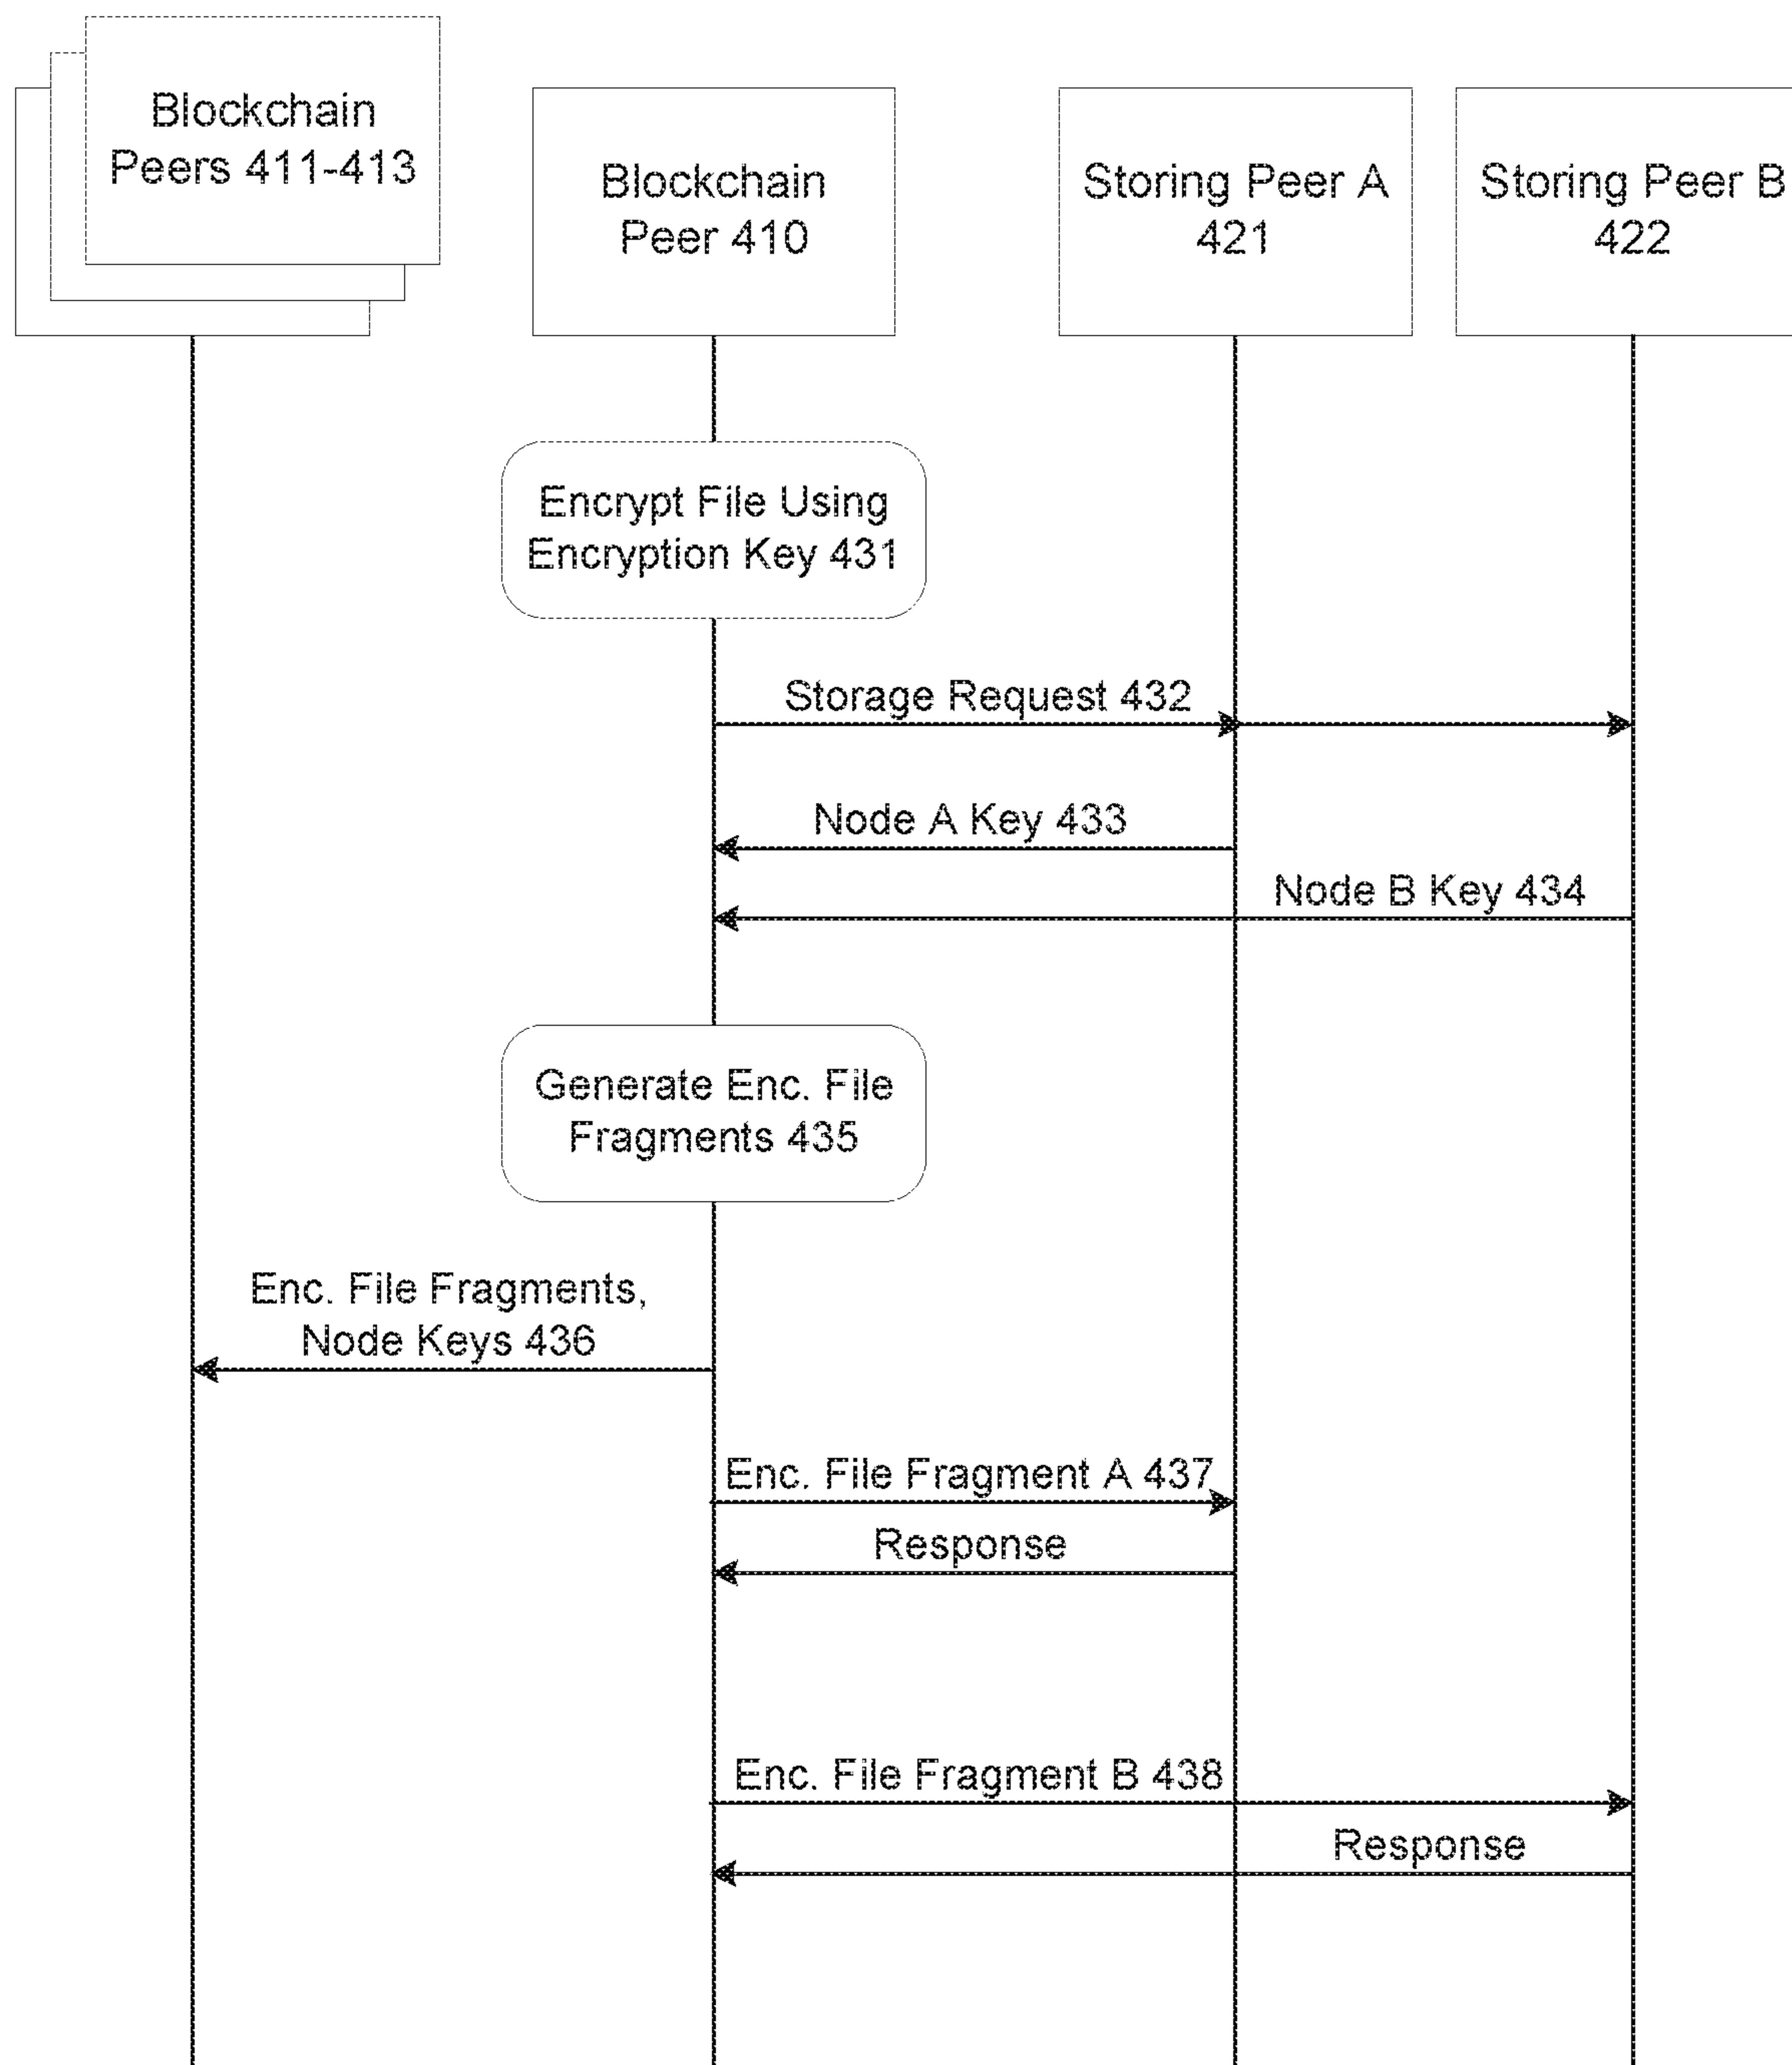 Blockchain
Peers 411-413
Blockchain
Peer 410
Storing Peer A
421
Storing Peer B
422
Encrypt File Using
Encryption Key 431
Storage Request 432
Node A Key 433
Node B Key 434
Generate Enc. File
Fragments 435
Enc. File Fragments,
Node Keys 436
Enc. File Fragment A 437
Response
Enc. File Fragment B 438
Response